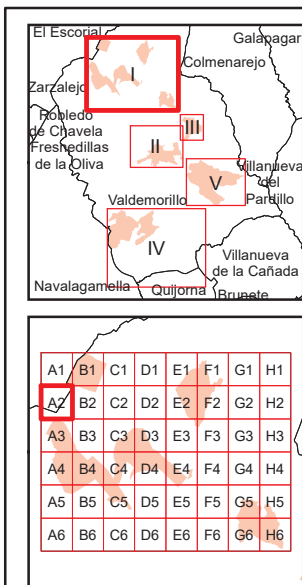 El Escorial
Galapagar
I
Colmenarejo
Zarzalejo
Robledo
de Chavela
III
Fresnedillas
de la Oliva
II
V
Villanueva
del
Pardillo
Valdemorillo
IV
Villanueva
de la Cañada
Navalagamella
Quijorna
Brunete
A1 B1 C1 D1 E1 F1 G1 H1
A2 B2 C2 D2 E2 F2 G2 H2
A3 B3 C3 D3 E3 F3 G3 H3
A4 B4 C4 D4 E4 F4 G4 H4
A5 B5 C5 D5 E5 F5 G5 H5
A6 B6 C6 D6 E6 F6 G6 H6